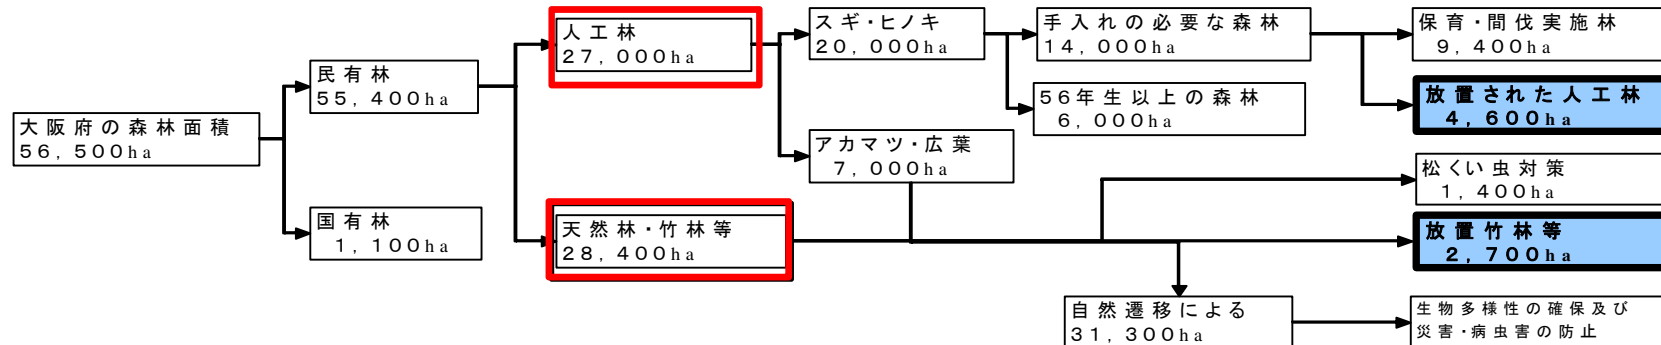 大阪府の森林面積
56,500ha
民有林
55,400ha
国有林
1,100ha
人工林
27,000ha
天然林・竹林等
28,400ha
スギ・ヒノキ
20,000ha
アカマツ・広葉
7,000ha
手入れの必要な森林
14,000ha
56年生以上の森林
6,000ha
保育・間伐実施林
9,400ha
放置された人工林
4,600ha
松くい虫対策
1,400ha
放置竹林等
2,700ha
自然遷移による
31,300ha
生物多様性の確保及び
災害・病虫害の防止